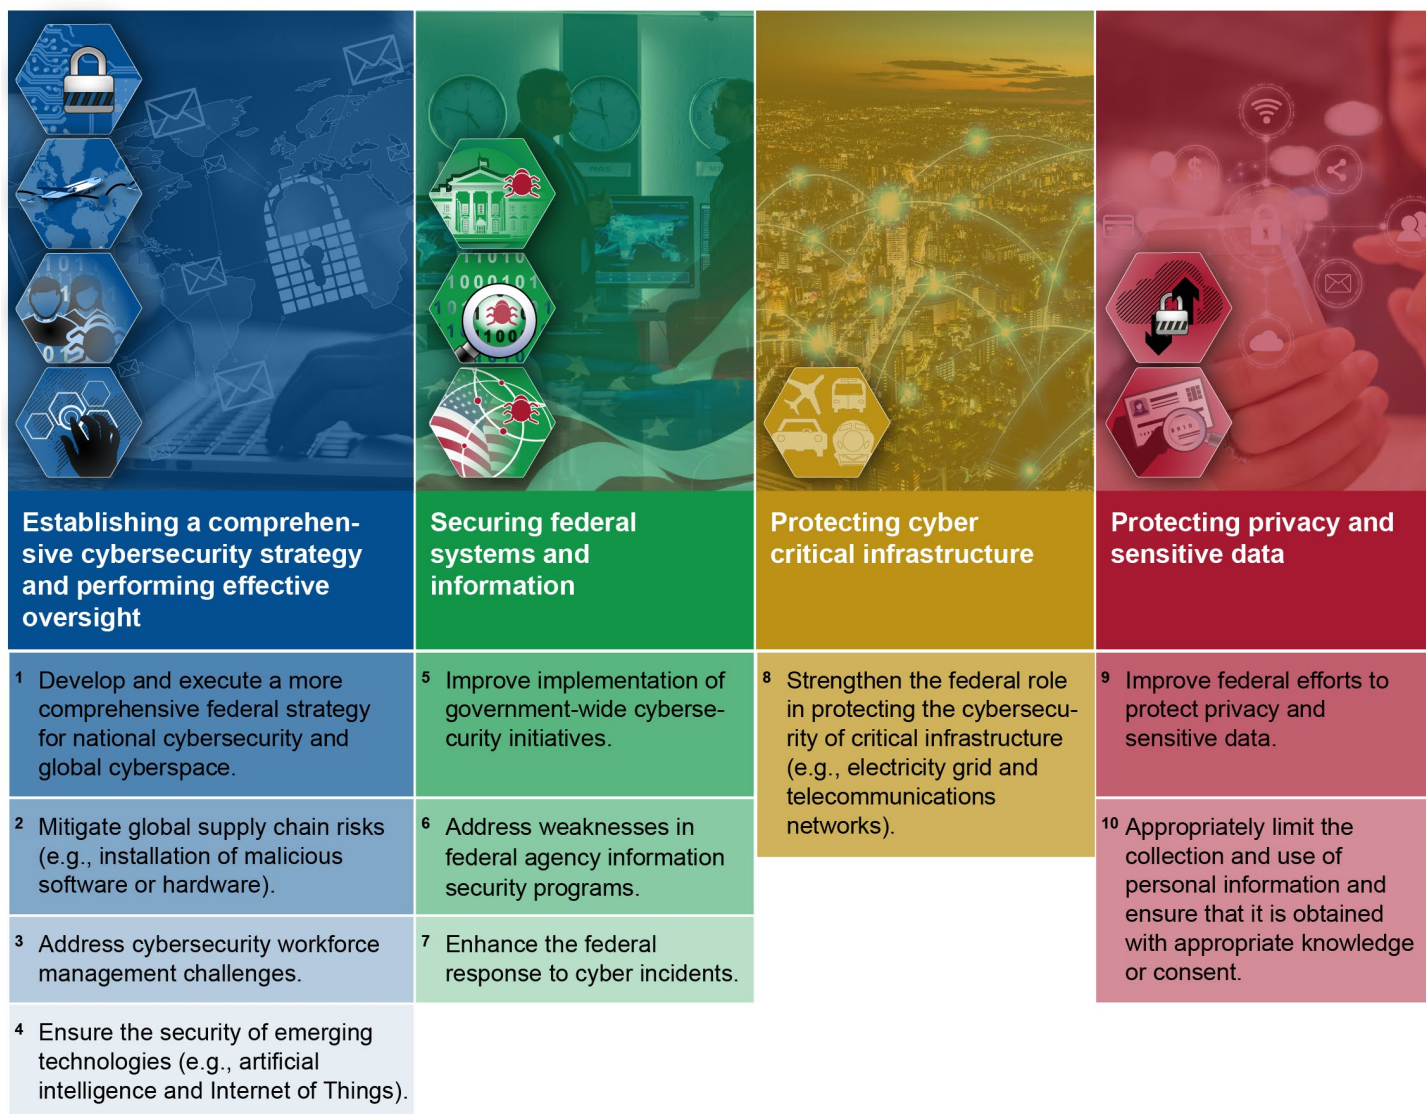 PARIS
11010
1000101
1100
01010
Establishing a comprehen-
sive cybersecurity strategy
and performing effective
oversight
Securing federal
systems and
information
Protecting cyber
critical infrastructure
Protecting privacy and
sensitive data
1 Develop and execute a more
comprehensive federal strategy
for national cybersecurity and
global cyberspace.
2 Mitigate global supply chain risks
(e.g., installation of malicious
software or hardware).
3 Address cybersecurity workforce
management challenges.
4 Ensure the security of emerging
technologies (e.g., artificial
intelligence and Internet of Things).
5 Improve implementation of
government-wide cyberse-
curity initiatives.
6 Address weaknesses in
federal agency information
security programs.
7 Enhance the federal
response to cyber incidents.
8 Strengthen the federal role
in protecting the cybersecu-
rity of critical infrastructure
(e.g., electricity grid and
telecommunications
networks).
9 Improve federal efforts to
protect privacy and
sensitive data.
10 Appropriately limit the
collection and use of
personal information and
ensure that it is obtained
with appropriate knowledge
or consent.